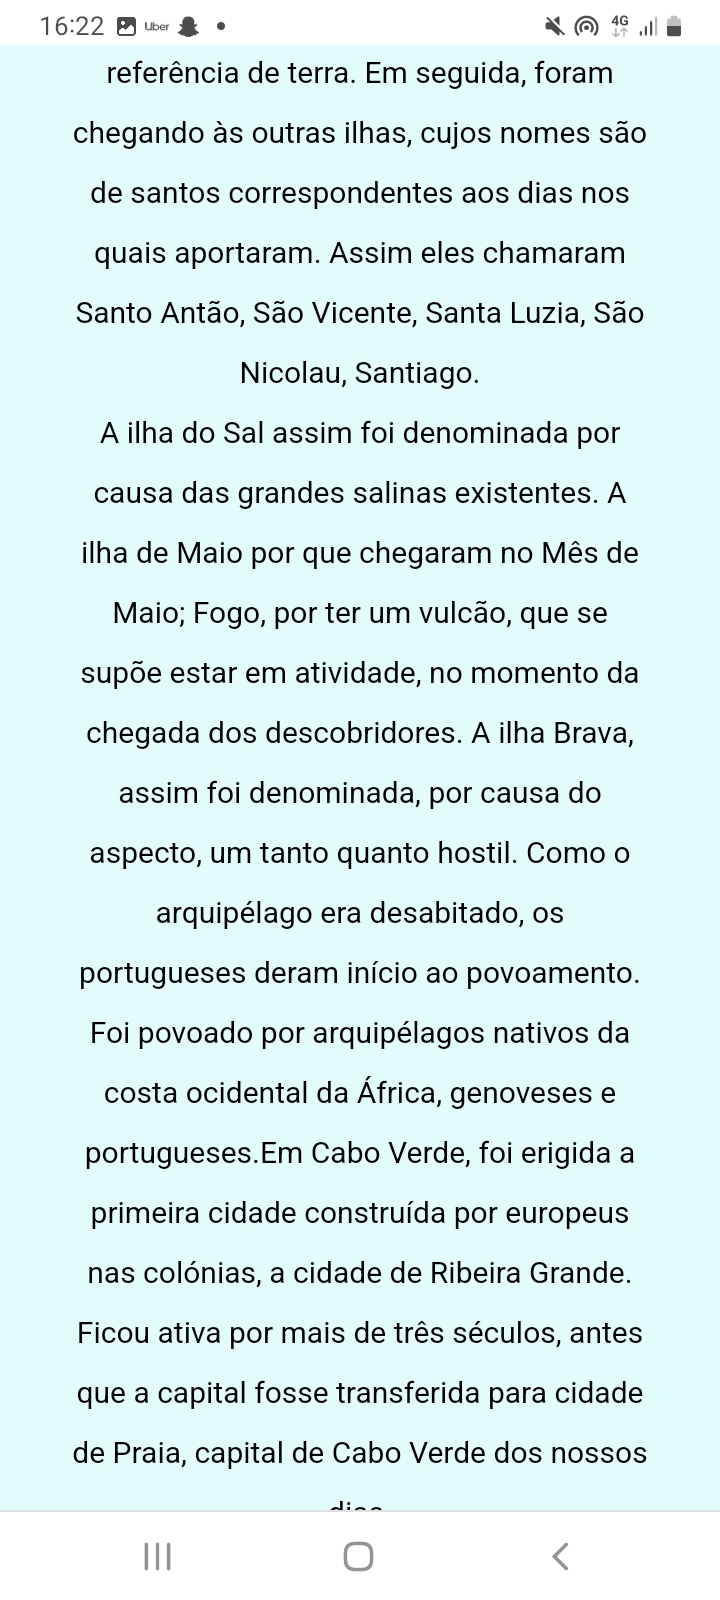 16:22 Uber 4G
referência de terra. Em seguida, foram
chegando às outras ilhas, cujos nomes são
de santos correspondentes aos dias nos
quais aportaram. Assim eles chamaram
Santo Antão, São Vicente, Santa Luzia, São
Nicolau, Santiago.
A ilha do Sal assim foi denominada por
causa das grandes salinas existentes. A
ilha de Maio por que chegaram no Mês de
Maio; Fogo, por ter um vulcão, que se
supõe estar em atividade, no momento da
chegada dos descobridores. A ilha Brava,
assim foi denominada, por causa do
aspecto, um tanto quanto hostil. Como o
arquipélago era desabitado, os
portugueses deram início ao povoamento.
Foi povoado por arquipélagos nativos da
costa ocidental da África, genoveses e
portugueses.Em Cabo Verde, foi erigida a
primeira cidade construída por europeus
nas colónias, a cidade de Ribeira Grande.
Ficou ativa por mais de três séculos, antes
que a capital fosse transferida para cidade
de Praia, capital de Cabo Verde dos nossos